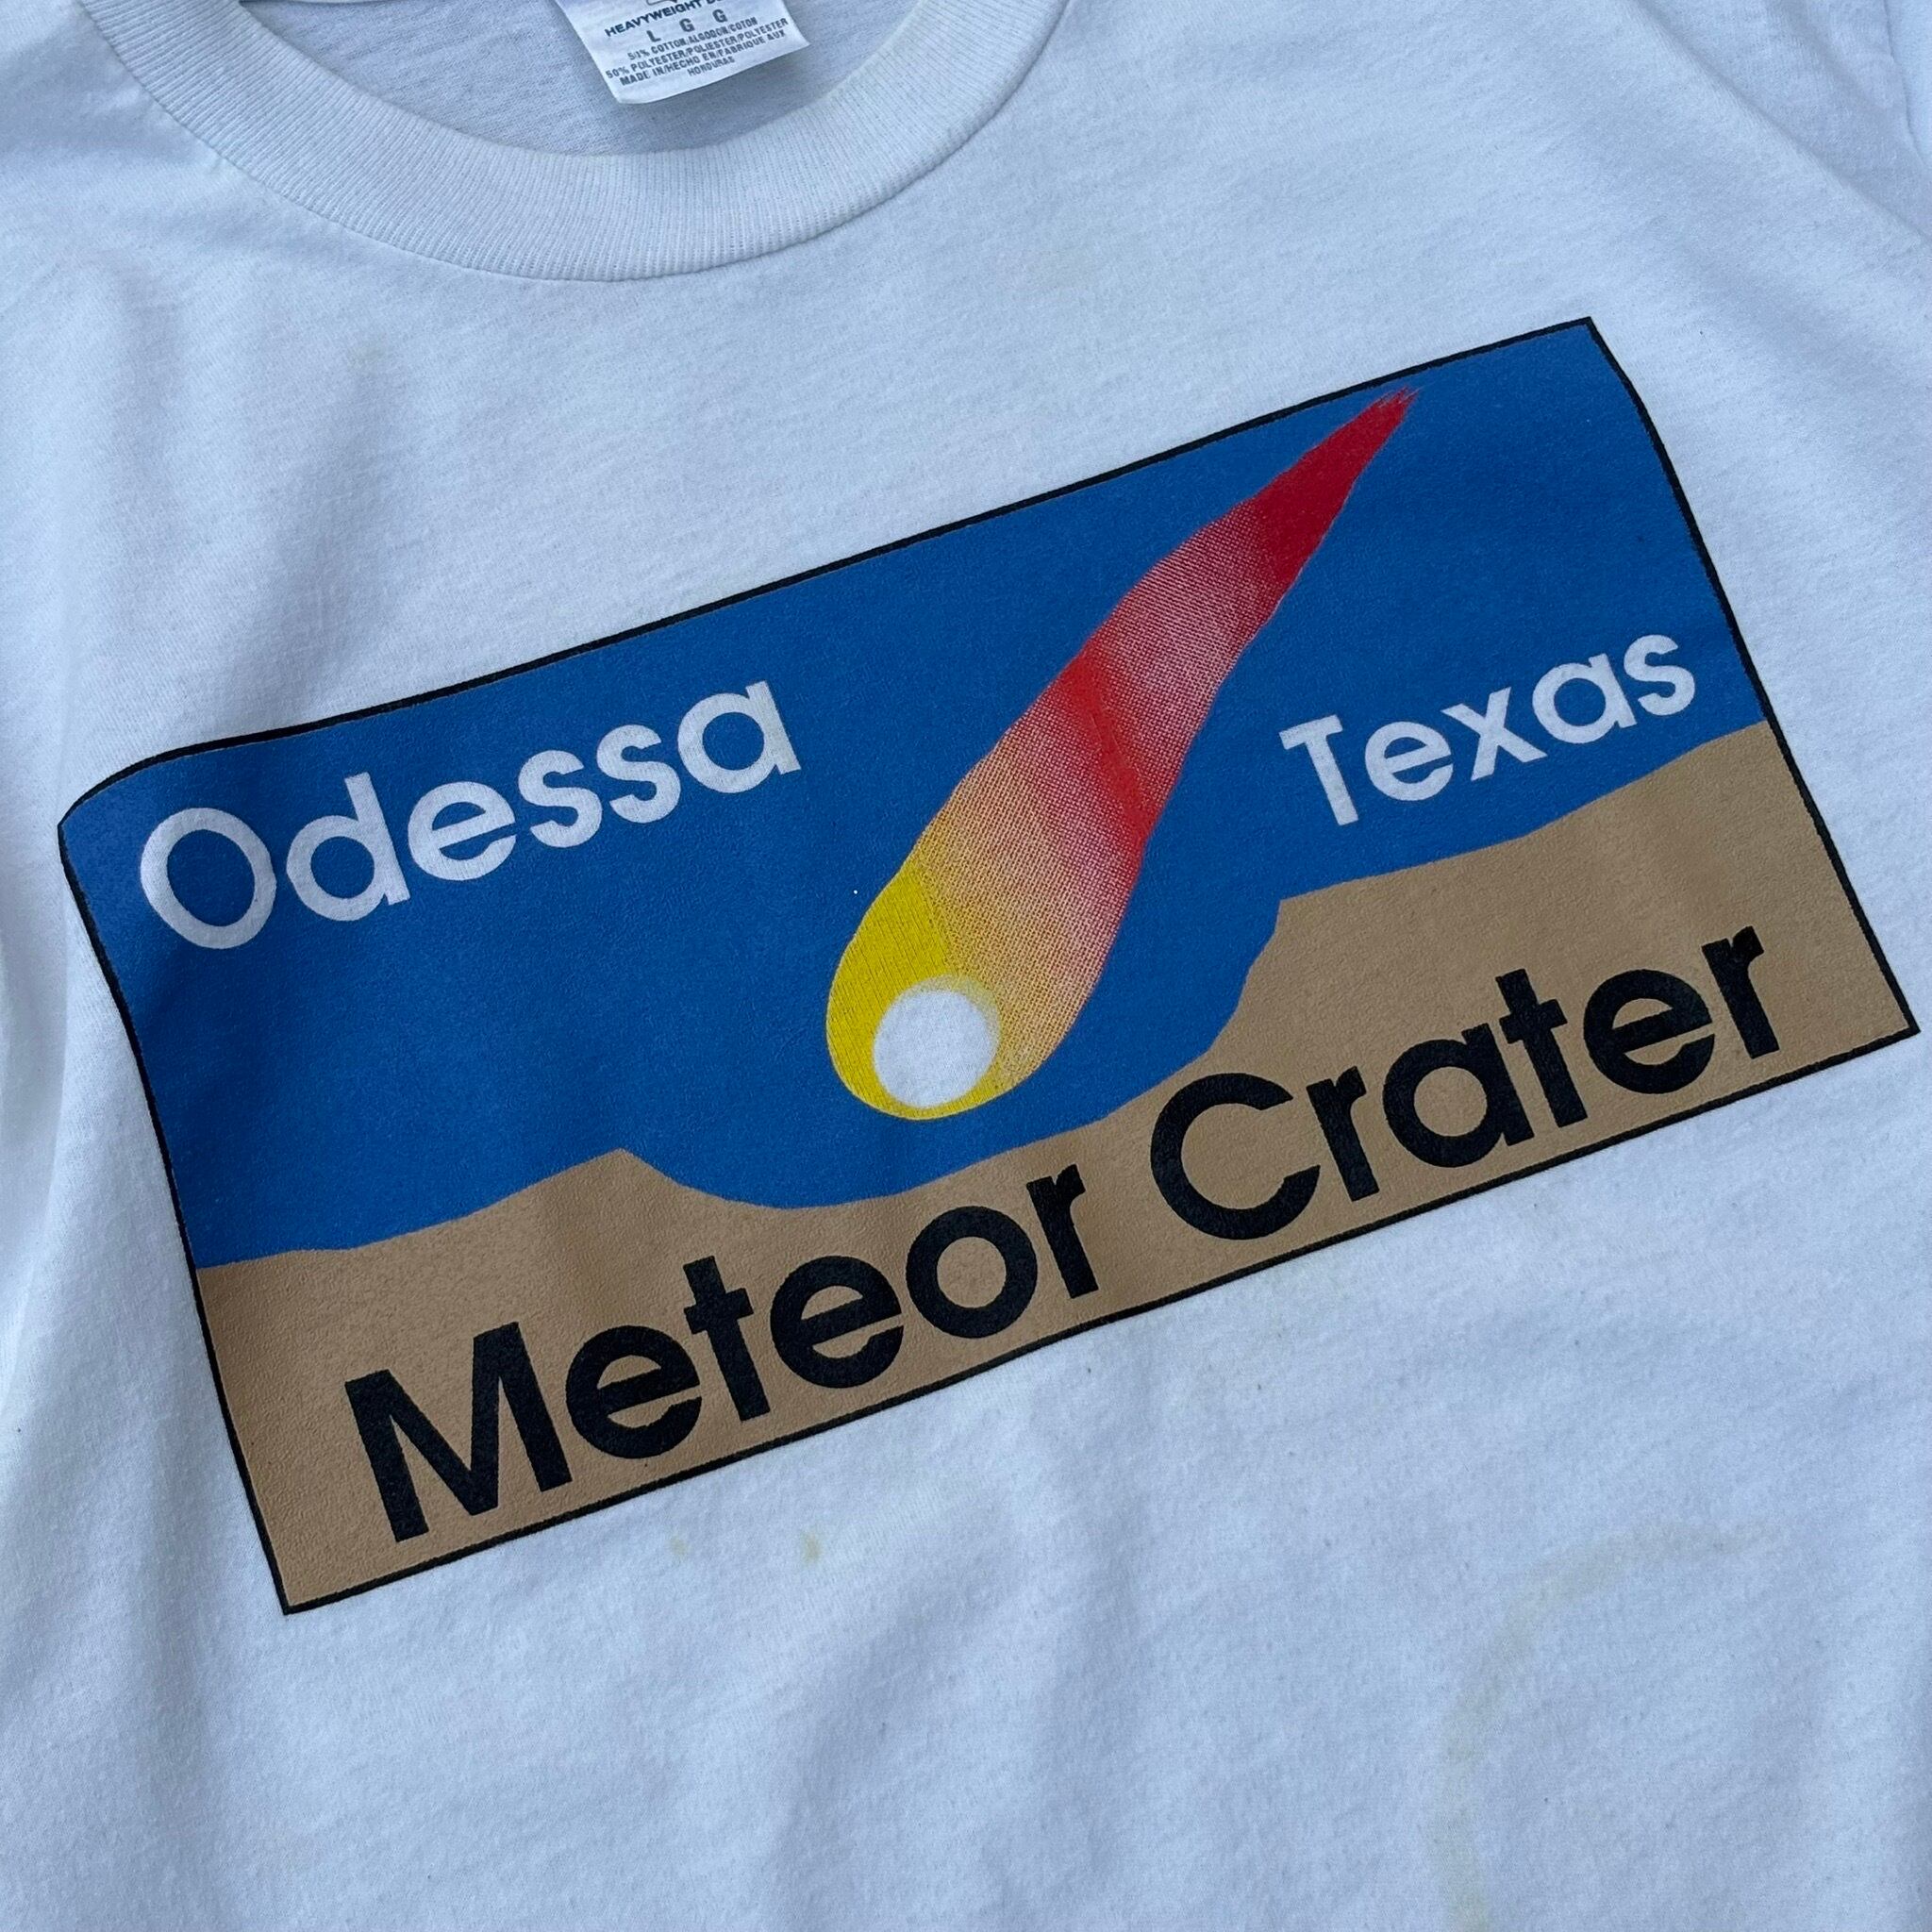 L G G
50% COTTON/ALGODON/COTON
50% POLYESTER/POLIESTER/POLYESTER
MADE IN/HECHO EN/FABRIQUE AUX
HONDURAS
Odessa
Texas
Meteor Crater